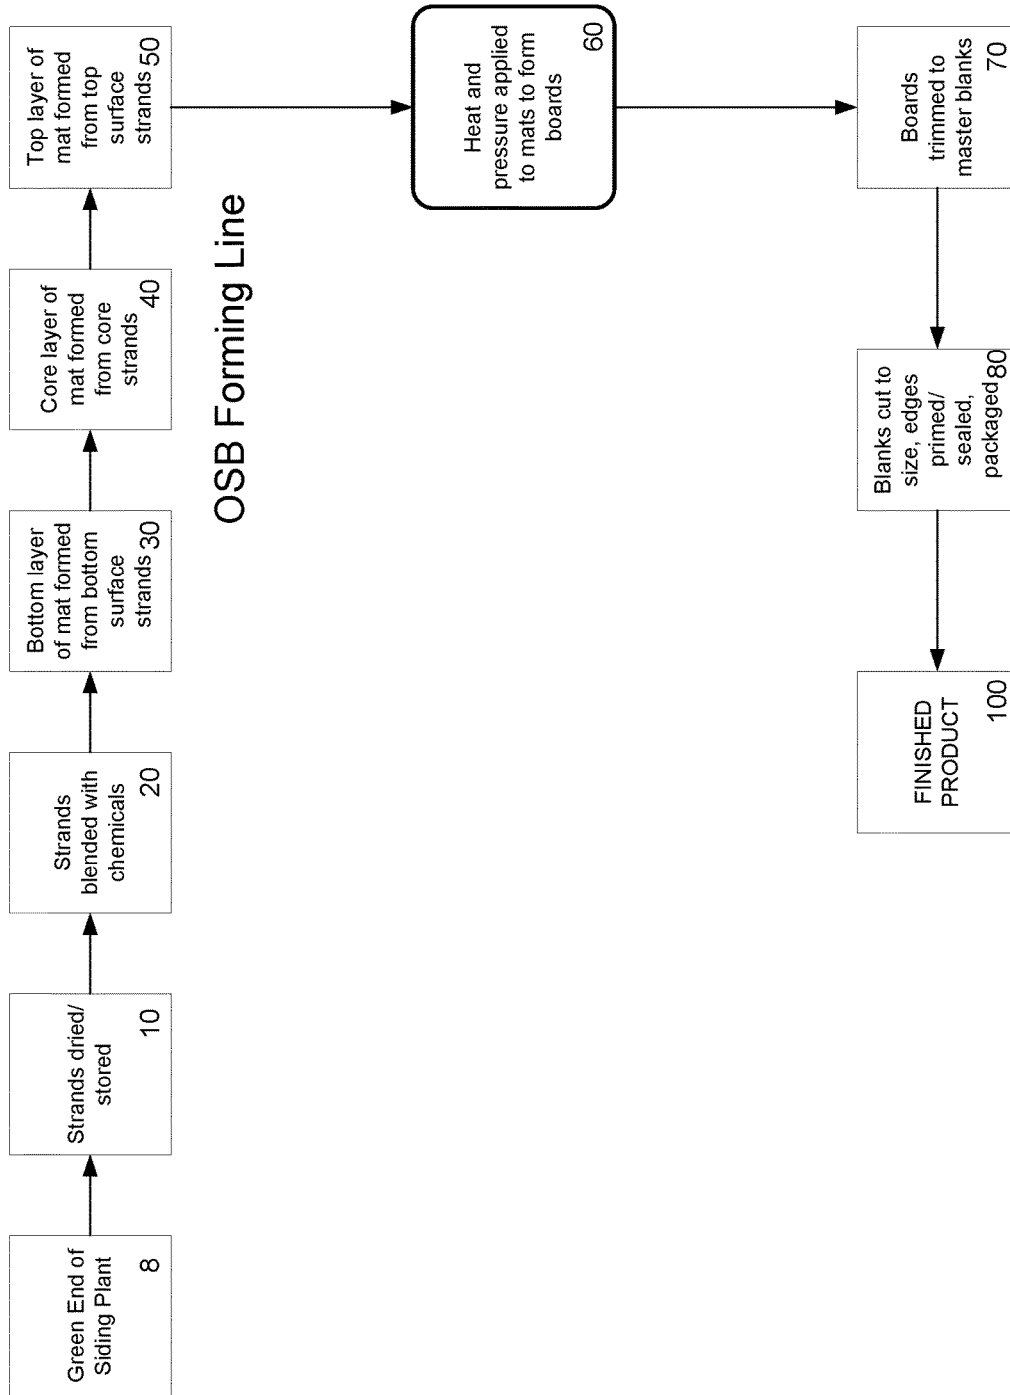 Green End of
Siding Plant
8
Strands dried/
stored
10
Strands
blended with
chemicals
20
Bottom layer
of mat formed
from bottom
surface
strands 30
Core layer of
mat formed
from core
strands
40
Top layer of
mat formed
from top
surface
strands 50
OSB Forming Line
Heat and
pressure applied
to mats to form
boards
60
Boards
trimmed to
master blanks
70
Blanks cut to
size, edges
primed/
sealed,
packaged 80
FINISHED
PRODUCT
100